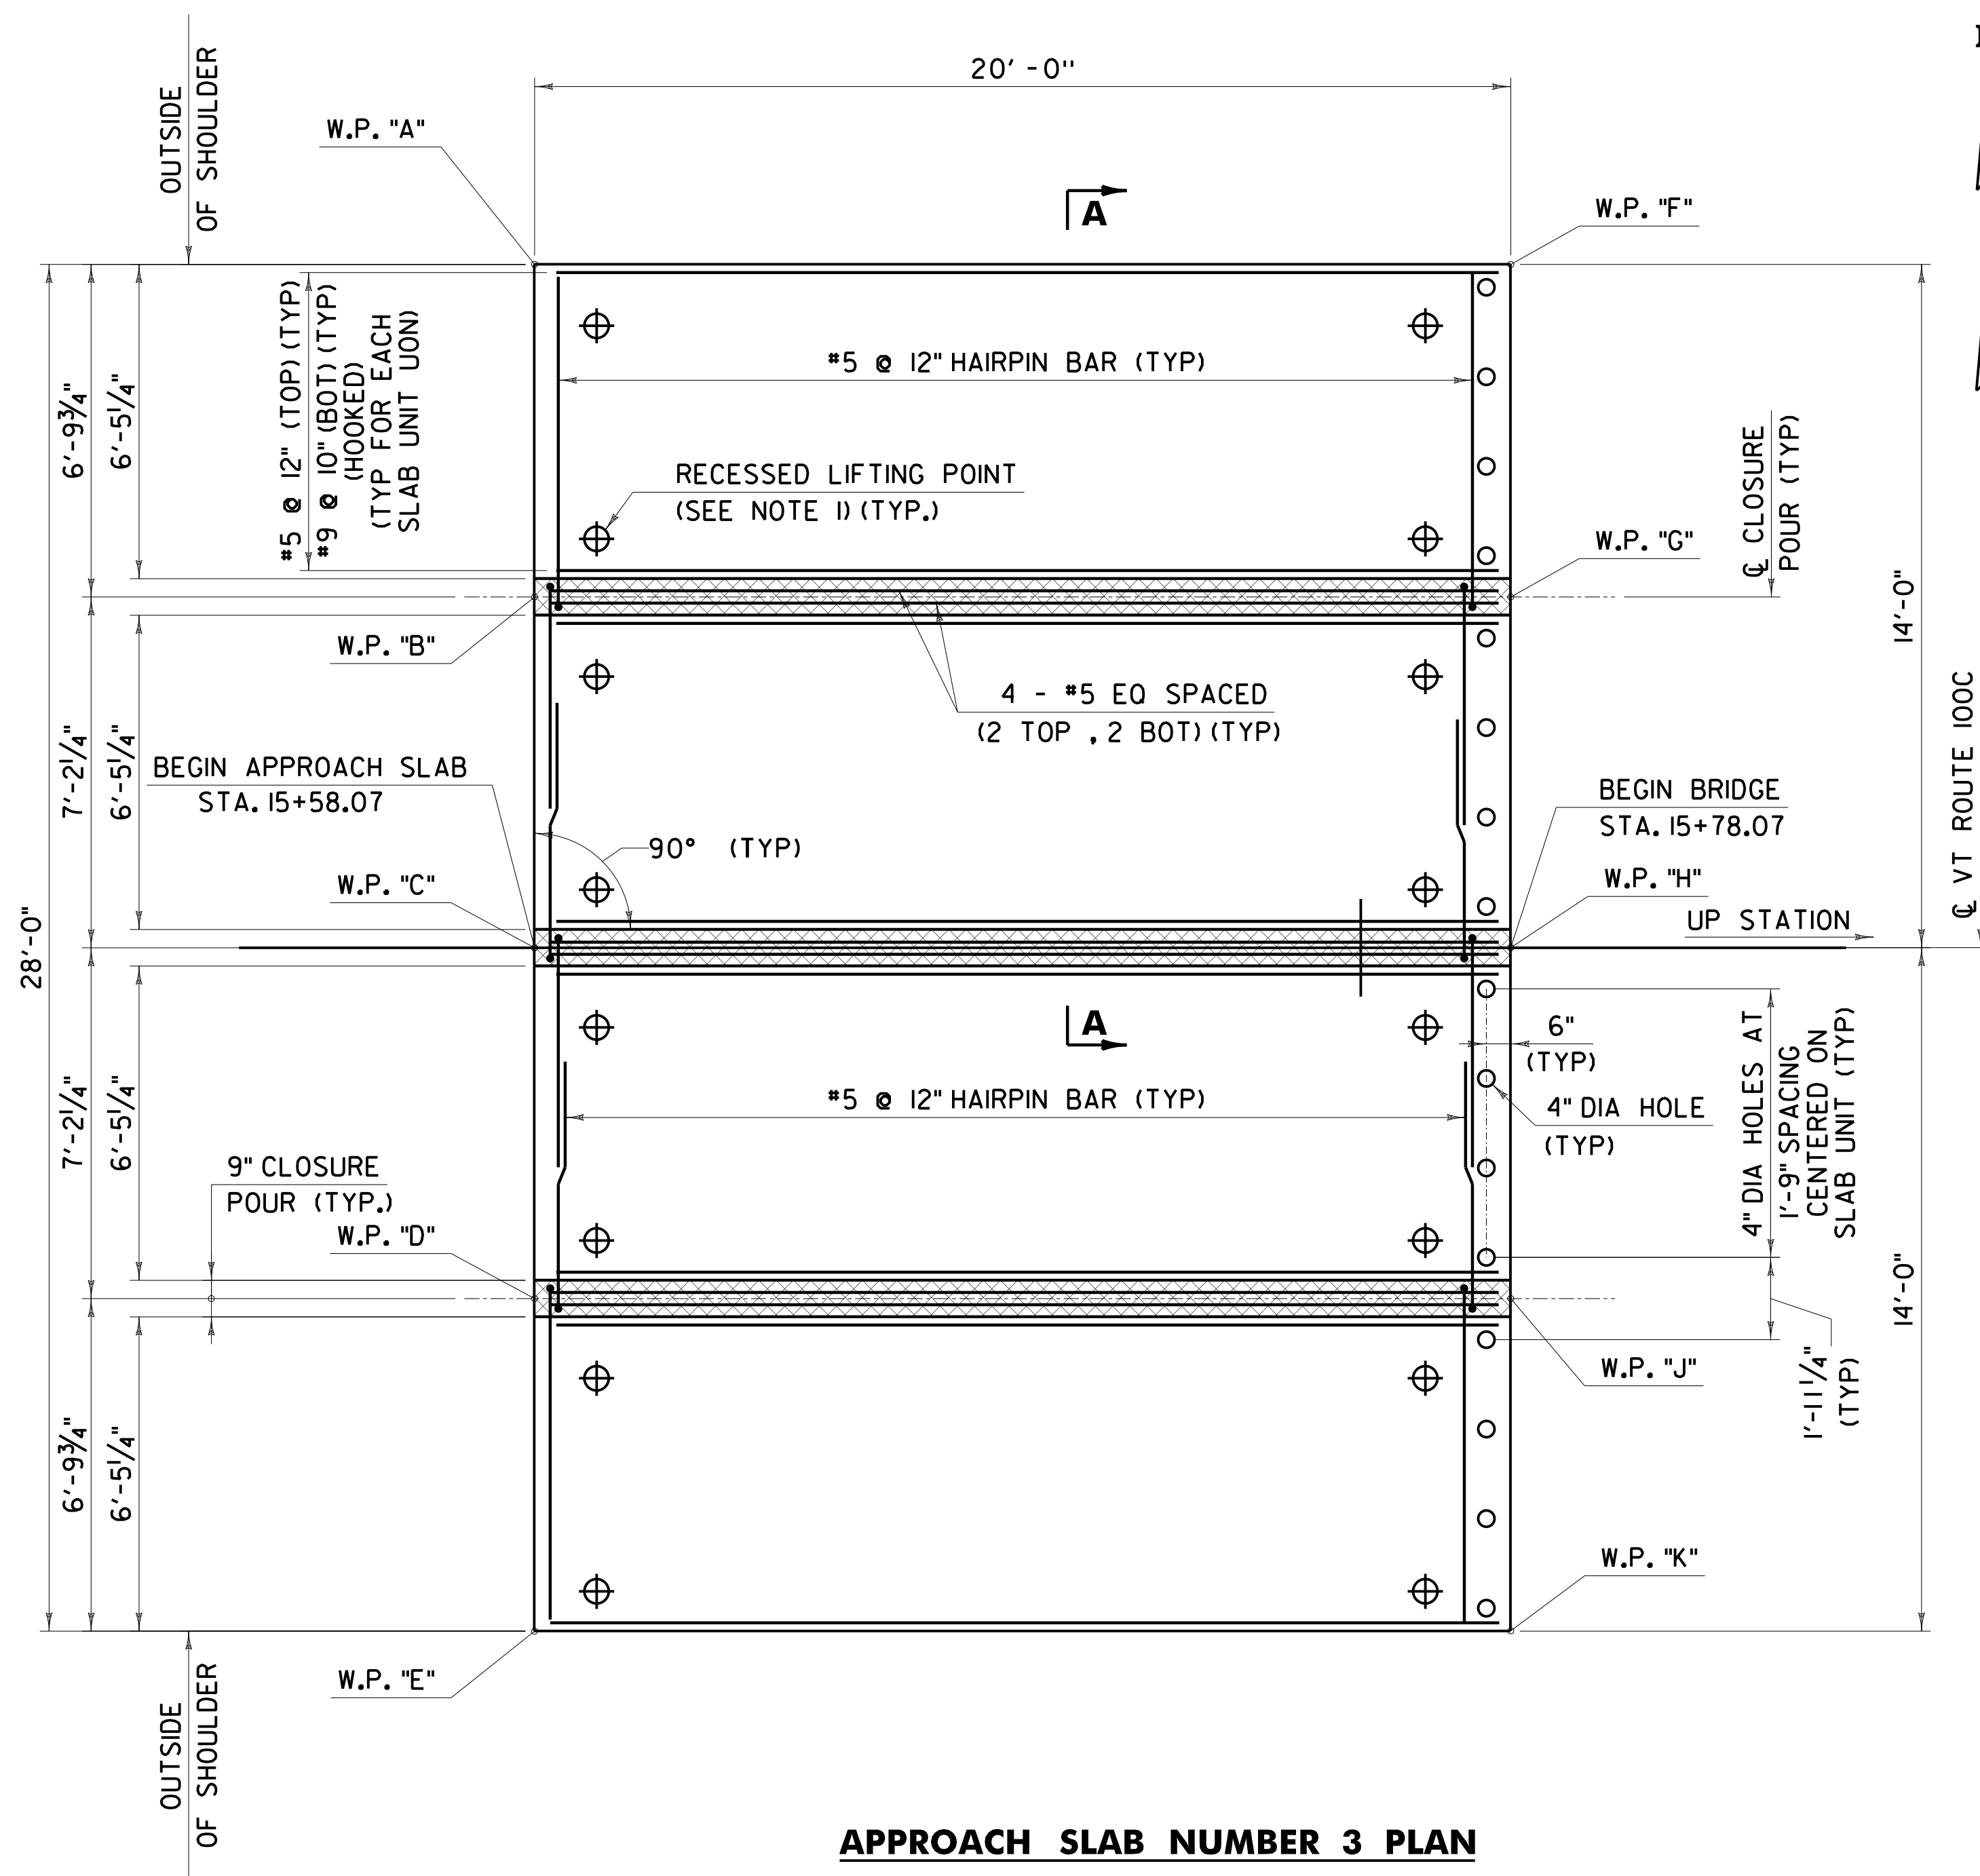 20'-0"
OUTSIDE
OF SHOULDER
W.P. "A"
A
W.P. "F"
#5 @ 12" (TOP) (TYP)
#9 @ 10" (BOT) (TYP)
(HOOKED)
(TYP FOR EACH
SLAB UNIT UON)
6'-9¾"
6'-5¼"
#5 @ 12" HAIRPIN BAR (TYP)
RECESSED LIFTING POINT
(SEE NOTE 1) (TYP.)
℄ CLOSURE
POUR (TYP)
W.P. "G"
14'-0"
W.P. "B"
4 - #5 EQ SPACED
(2 TOP , 2 BOT) (TYP)
7'-2¼"
6'-5¼"
BEGIN APPROACH SLAB
STA. 15+58.07
90° (TYP)
W.P. "C"
BEGIN BRIDGE
STA. 15+78.07
W.P. "H"
UP STATION
℄ VT ROUTE 100C
28'-0"
A
6"
(TYP)
#5 @ 12" HAIRPIN BAR (TYP)
4" DIA HOLE
(TYP)
4" DIA HOLES AT
1'-9" SPACING
CENTERED ON
SLAB UNIT (TYP)
7'-2¼"
6'-5¼"
9" CLOSURE
POUR (TYP.)
W.P. "D"
14'-0"
W.P. "J"
1'-11¼"
(TYP)
6'-9¾"
6'-5¼"
W.P. "K"
W.P. "E"
OUTSIDE
OF SHOULDER
APPROACH SLAB NUMBER 3 PLAN